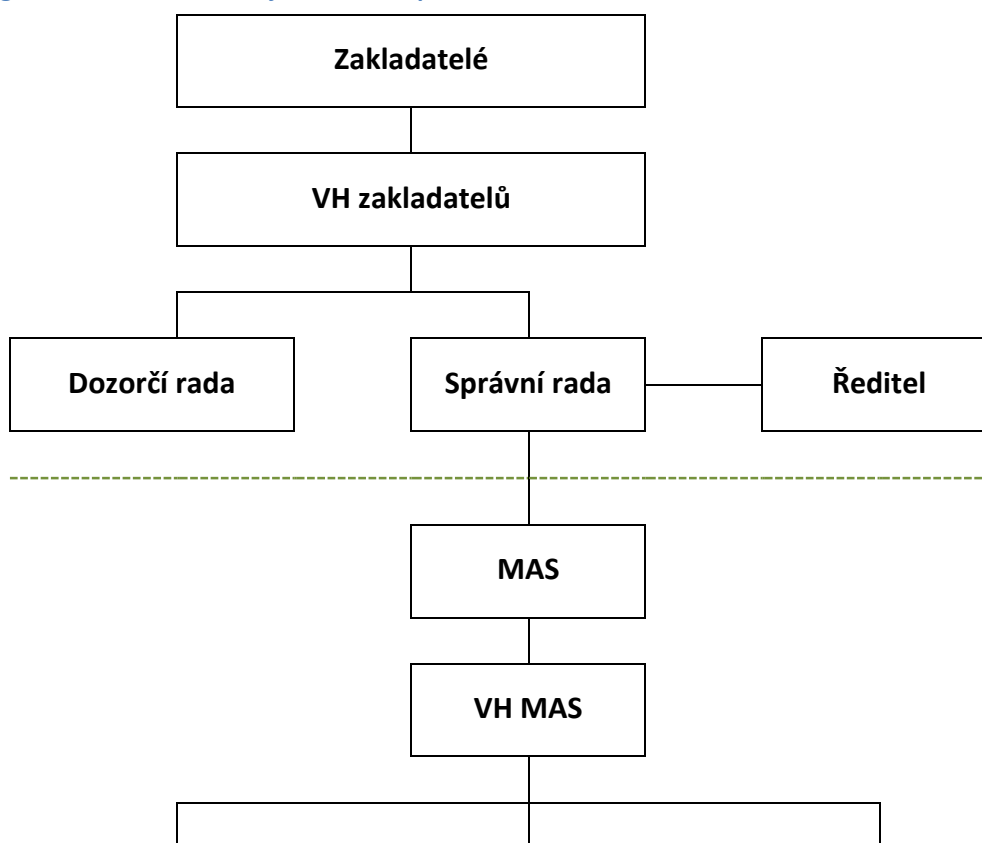 Zakladatelé
VH zakladatelů
Dozorčí rada
Správní rada
Ředitel
MAS
VH MAS